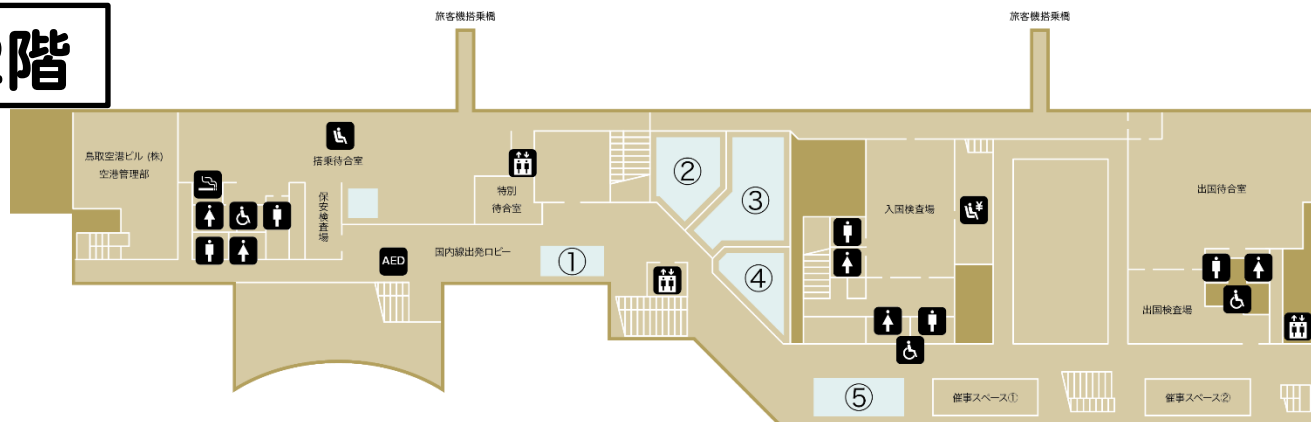 階
旅客機搭乗橋
旅客機搭乗橋
鳥取空港ビル (株)
空港管理部
搭乗待合室
保安検査場
特別
待合室
国内線出発ロビー
AED
①
②
③
④
⑤
入国検査場
¥
出国待合室
出国検査場
催事スペース①
催事スペース②